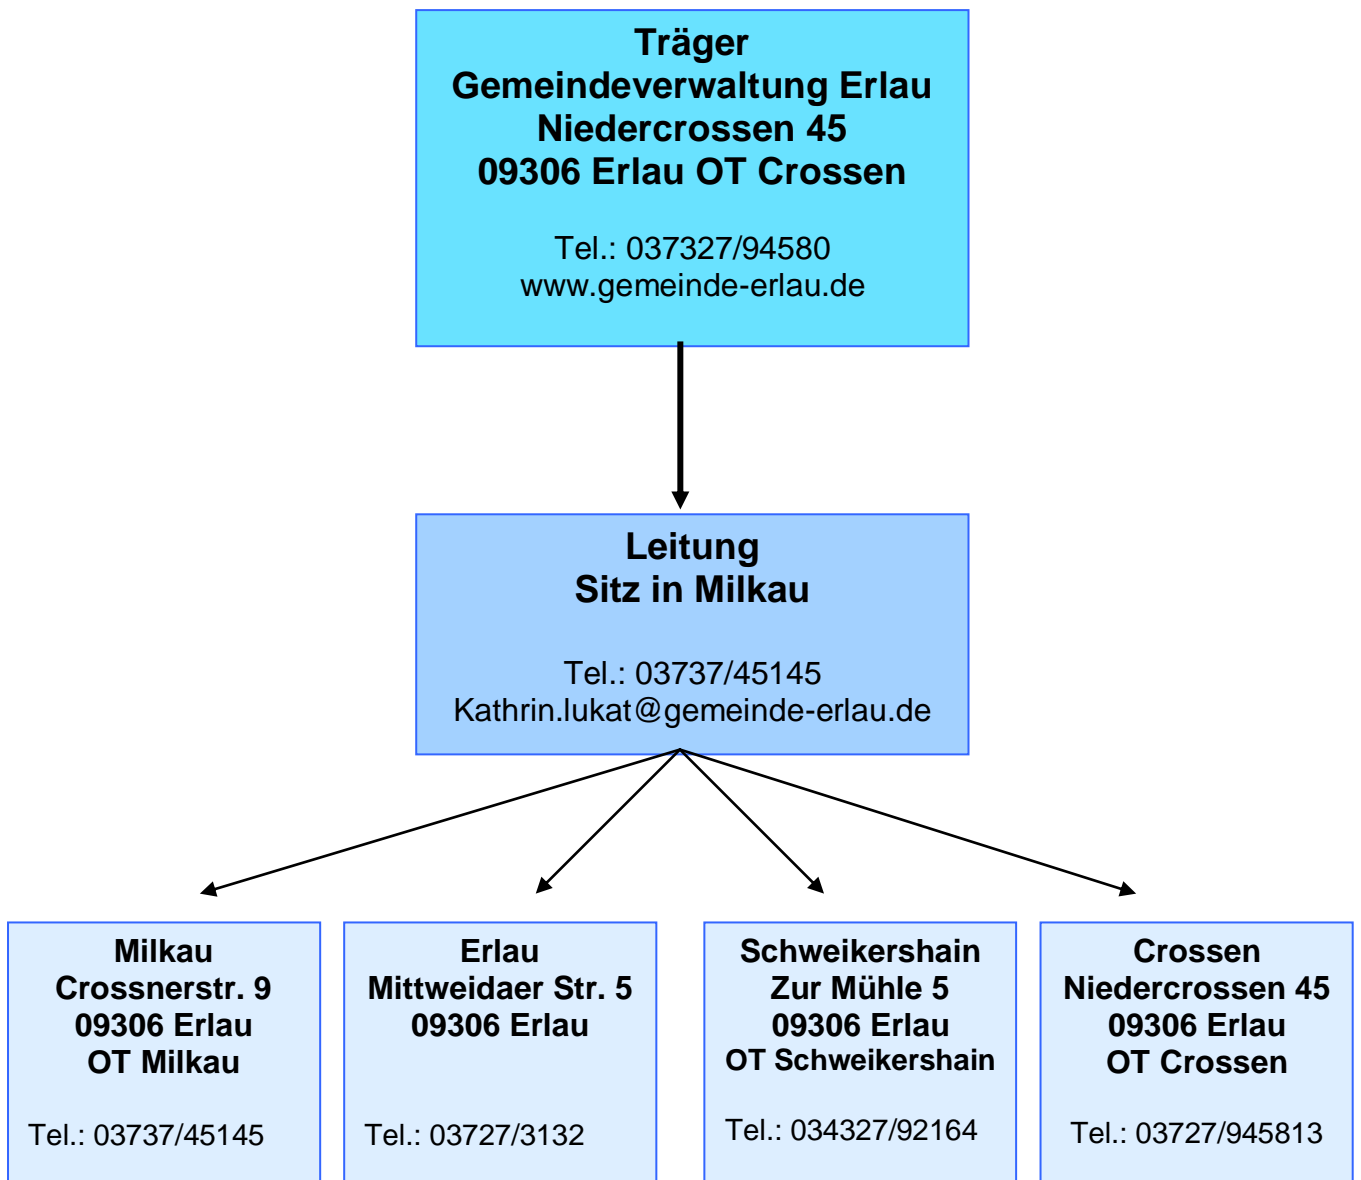 Träger
Gemeindeverwaltung Erlau
Niedercrossen 45
09306 Erlau OT Crossen
Tel.: 037327/94580
www.gemeinde-erlau.de
Leitung
Sitz in Milkau
Tel.: 03737/45145
Kathrin.lukat@gemeinde-erlau.de
Milkau
Crossnerstr. 9
09306 Erlau
OT Milkau
Tel.: 03737/45145
Erlau
Mittweidaer Str. 5
09306 Erlau
Tel.: 03727/3132
Schweikershain
Zur Mühle 5
09306 Erlau
OT Schweikershain
Tel.: 034327/92164
Crossen
Niedercrossen 45
09306 Erlau
OT Crossen
Tel.: 03727/945813